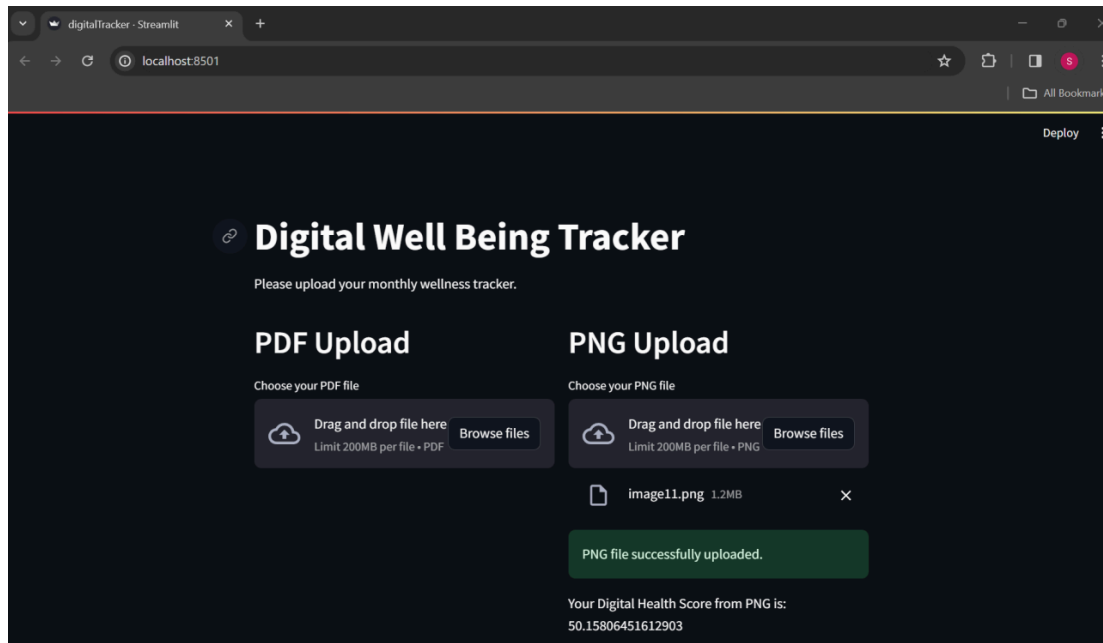 digitalTracker · Streamlit
localhost:8501
S
All Bookmark
Deploy
Digital Well Being Tracker
Please upload your monthly wellness tracker.
PDF Upload
Choose your PDF file
Drag and drop file here
Limit 200MB per file • PDF
Browse files
PNG Upload
Choose your PNG file
Drag and drop file here
Limit 200MB per file • PNG
Browse files
image11.png 1.2MB
PNG file successfully uploaded.
Your Digital Health Score from PNG is:
50.15806451612903